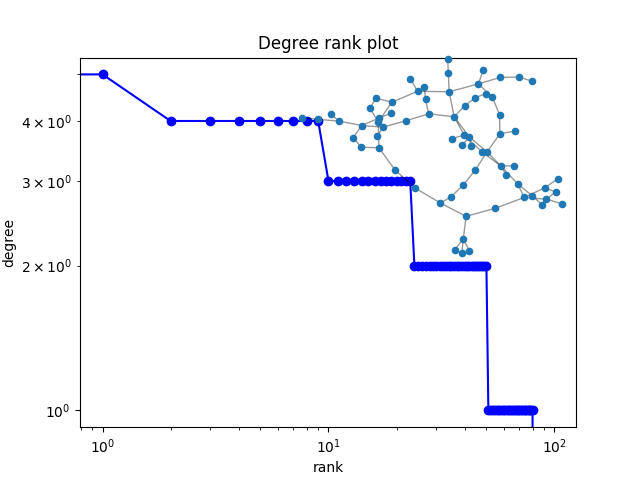 Degree rank plot
degree
4 × 10⁰
3 × 10⁰
2 × 10⁰
10⁰
10⁰
10¹
10²
rank